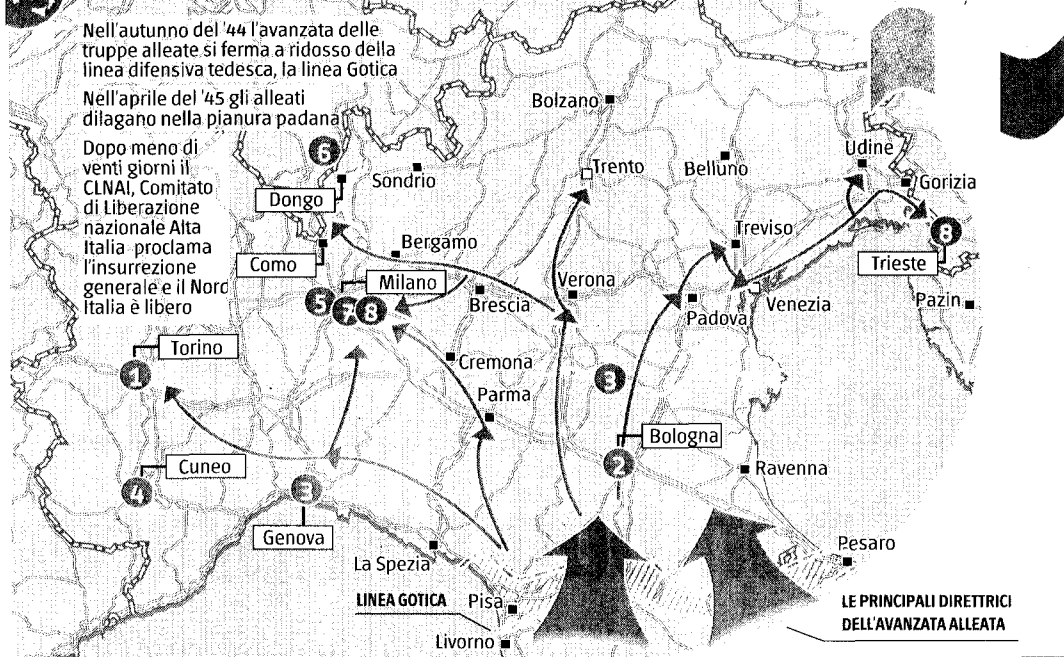 Nell'autunno del '44 l'avanzata delle
truppe alleate si ferma a ridosso della
linea difensiva tedesca, la linea Gotica
Nell'aprile del '45 gli alleati
dilagano nella pianura padana
Dopo meno di
venti giorni il
CLNAI, Comitato
di Liberazione
nazionale Alta
Italia proclama
l'insurrezione
generale e il Nord
Italia è libero
Bolzano
6
Sondrio
Trento
Belluno
Udine
Gorizia
Dongo
Treviso
8
Como
Bergamo
Trieste
Milano
Verona
5
7
8
Brescia
Padova
Venezia
Pazin
Torino
1
Cremona
3
Parma
Bologna
2
Cuneo
4
3
Ravenna
Genova
La Spezia
Pesaro
LINEA GOTICA
Pisa
Livorno
LE PRINCIPALI DIRETTRICI
DELL'AVANZATA ALLEATA